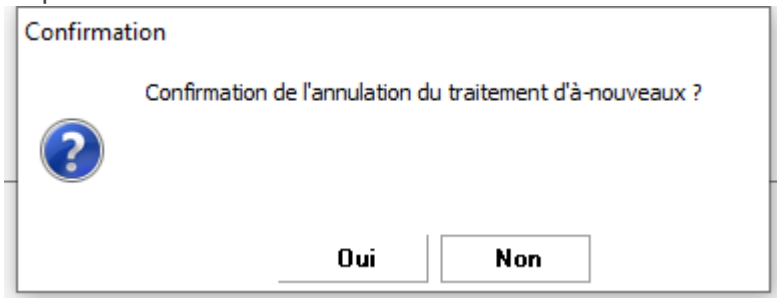 Confirmation
Confirmation de l'annulation du traitement d'à-nouveaux ?
Oui
Non